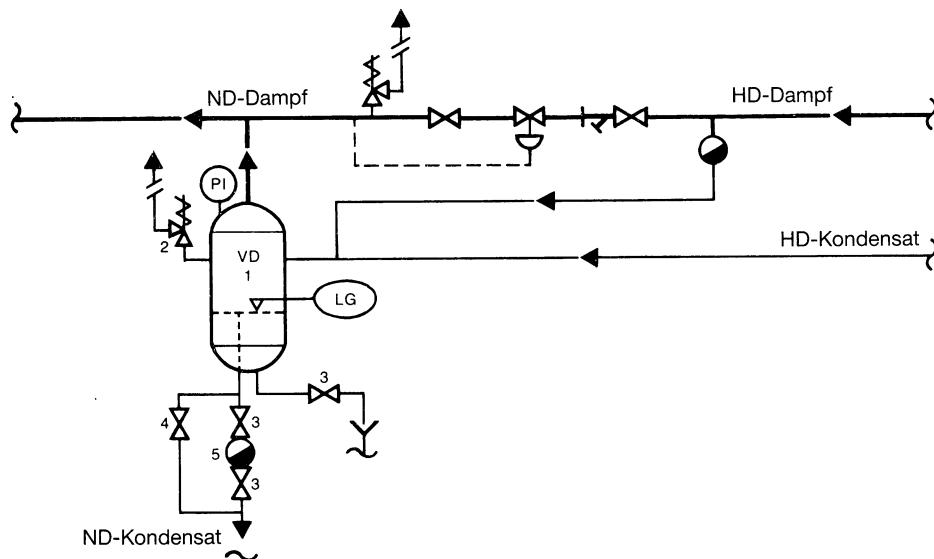 ND-Dampf
HD-Dampf
PI
2
VD
1
HD-Kondensat
LG
3
4
3
5
3
ND-Kondensat